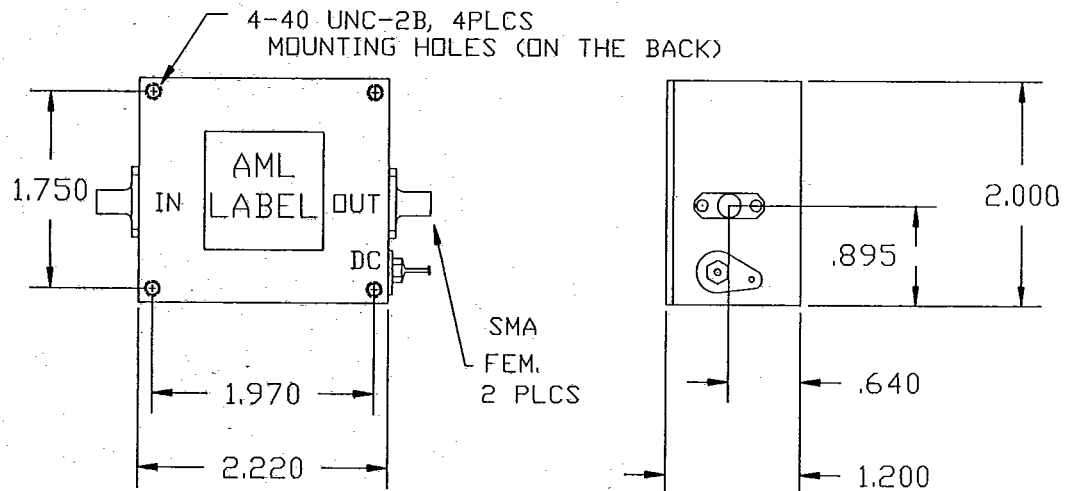 4-40 UNC-2B, 4PLCS
MOUNTING HOLES (ON THE BACK)
1.750
IN
AML
LABEL
OUT
DC
SMA
FEM.
2 PLCS
1.970
2.220
2.000
.895
.640
1.200